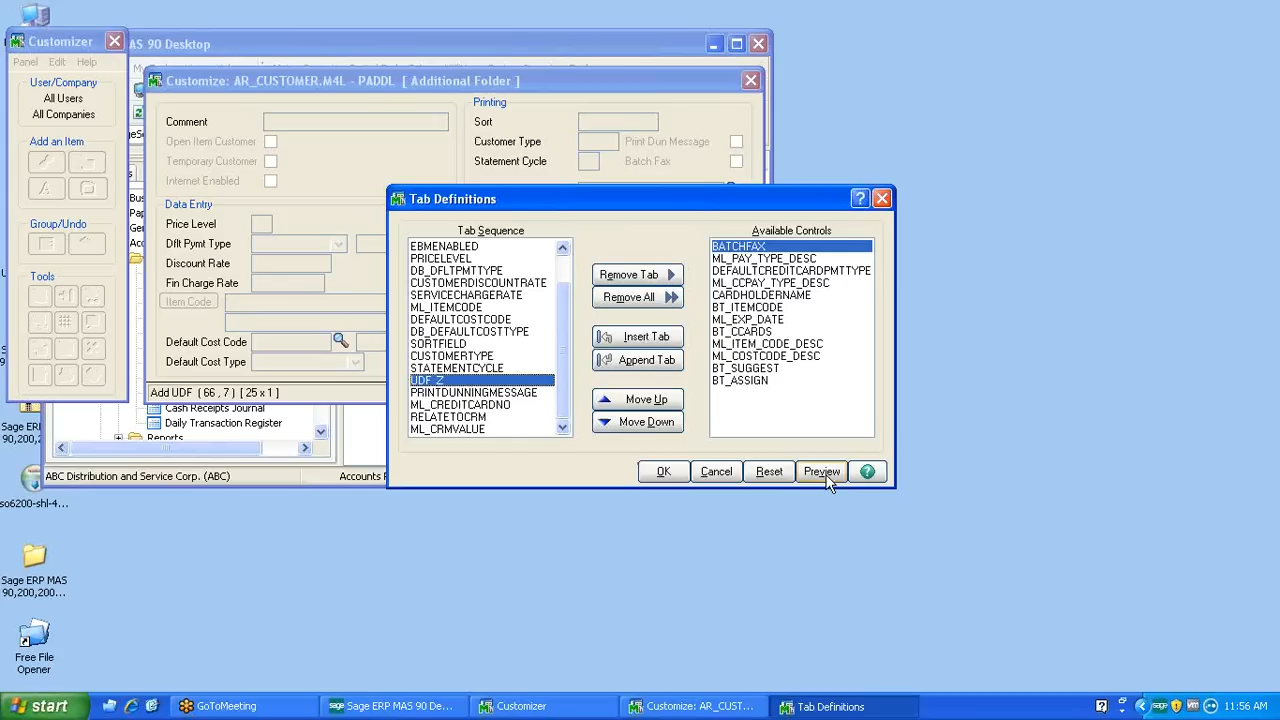 Customizer
AS 90 Desktop
Panel Edit Help
User/Company
All Users
All Companies
Add an Item
Group/Undo
Tools
Customize: AR_CUSTOMER.M4L - PADDL [ Additional Folder ]
Comment
Open Item Customer
Temporary Customer
Internet Enabled
Printing
Sort
Customer Type
Print Dun Message
Statement Cycle
Batch Fax
Data Entry
Price Level
Dflt Pymt Type
Discount Rate
Fin Charge Rate
Item Code
Default Cost Code
Default Cost Type
Add UDF ( 66 , 7 ) [ 25 x 1 ]
Tab Definitions
Tab Sequence
EBMENABLED
PRICELEVEL
DB_DFLTPMTTYPE
CUSTOMERDISCOUNTRATE
SERVICECHARGERATE
ML_ITEMCODE
DEFAULTCOSTCODE
DB_DEFAULTCOSTTYPE
SORTFIELD
CUSTOMERTYPE
STATEMENTCYCLE
UDF_Z
PRINTDUNNINGMESSAGE
ML_CREDITCARDNO
RELATETOCRM
ML_CRMVALUE
Remove Tab
Remove All
Insert Tab
Append Tab
Move Up
Move Down
Available Controls
BATCHFAX
ML_PAY_TYPE_DESC
DEFAULTCREDITCARDPMTTYPE
ML_CCPAY_TYPE_DESC
CARDHOLDERNAME
BT_ITEMCODE
ML_EXP_DATE
BT_CCARDS
ML_ITEM_CODE_DESC
ML_COSTCODE_DESC
BT_SUGGEST
BT_ASSIGN
OK Cancel Reset Preview
Cash Receipts Journal
Daily Transaction Register
Reports
ABC Distribution and Service Corp. (ABC)
Accounts
so6200-shl-4...
Sage ERP MAS
90,200,200...
Free File
Opener
start
GoToMeeting
Sage ERP MAS 90 De...
Customizer
Customize: AR_CUST...
Tab Definitions
11:56 AM